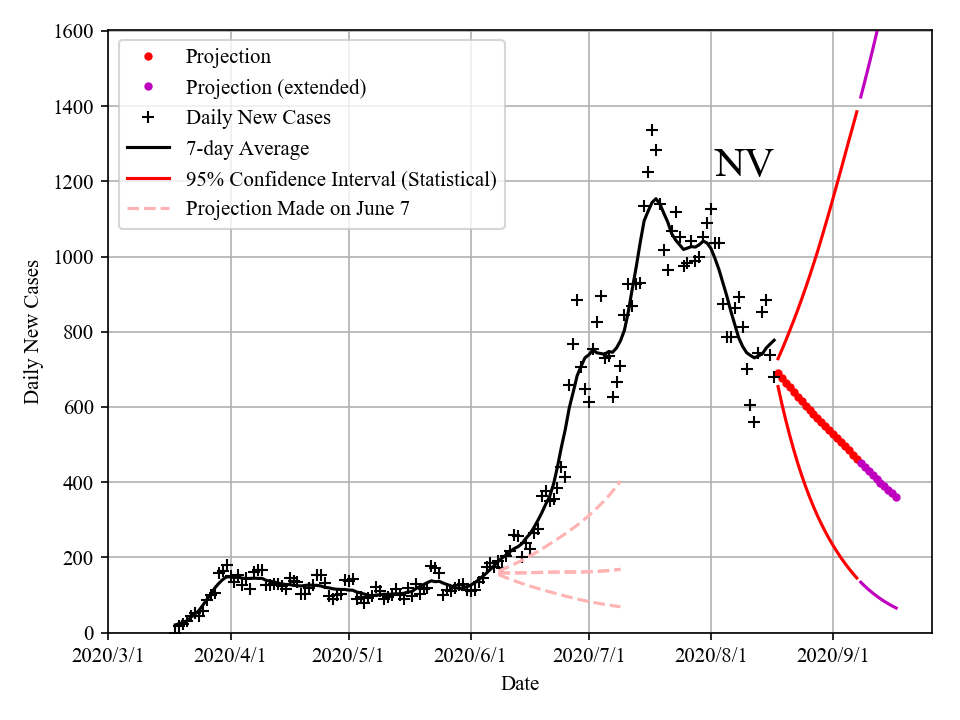 1600
1400
1200
1000
800
600
400
200
0
Daily New Cases
Projection
Projection (extended)
Daily New Cases
7-day Average
95% Confidence Interval (Statistical)
Projection Made on June 7
NV
2020/3/1 2020/4/1 2020/5/1 2020/6/1 2020/7/1 2020/8/1 2020/9/1
Date